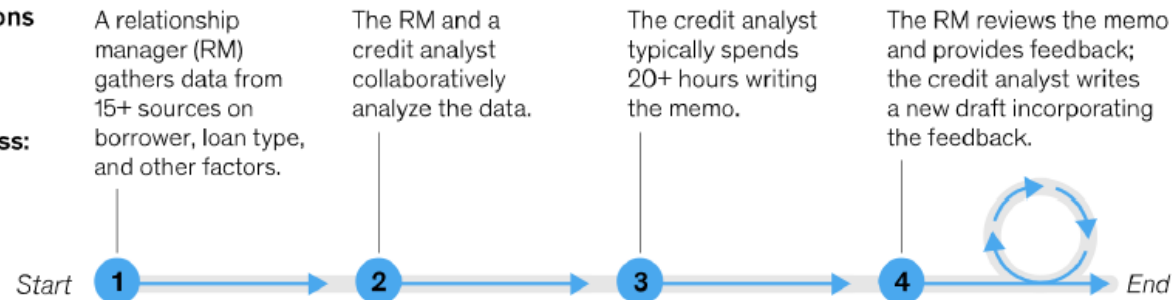 A relationship
manager (RM)
gathers data from
15+ sources on
borrower, loan type,
and other factors.
The RM and a
credit analyst
collaboratively
analyze the data.
The credit analyst
typically spends
20+ hours writing
the memo.
The RM reviews the memo
and provides feedback;
the credit analyst writes
a new draft incorporating
the feedback.
Start
1
2
3
4
End